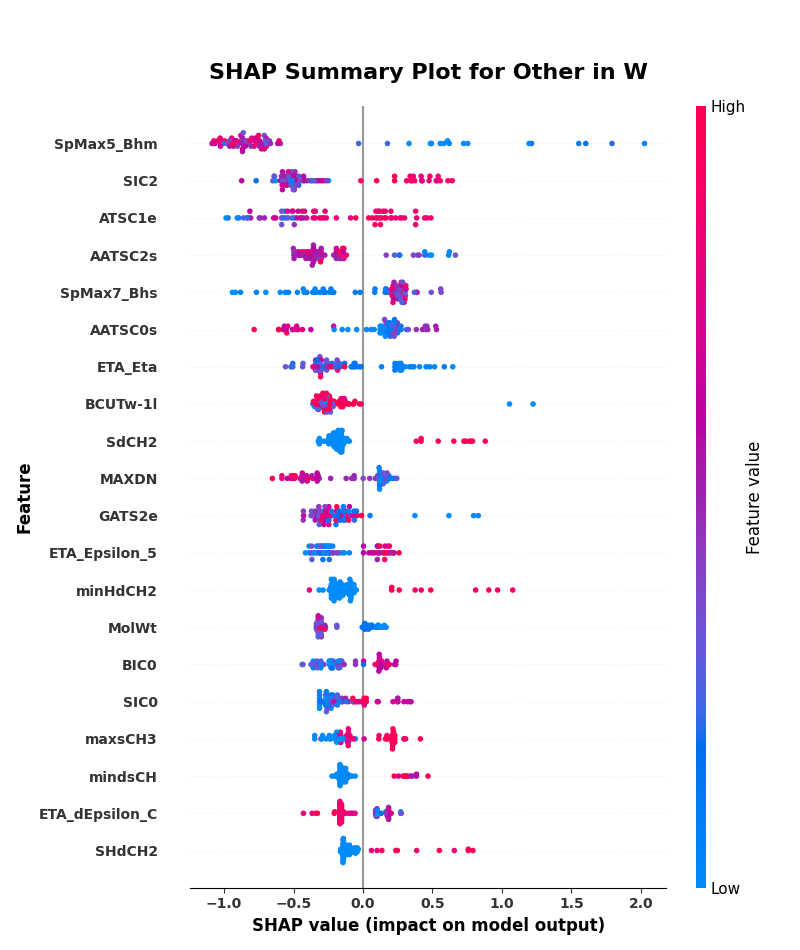 SHAP Summary Plot for Other in W
High
SpMax5_Bhm
SIC2
ATSC1e
AATSC2s
SpMax7_Bhs
AATSC0s
ETA_Eta
BCUTw-1l
SdCH2
MAXDN
GATS2e
ETA_Epsilon_5
minHdCH2
MolWt
BIC0
SIC0
maxsCH3
mindsCH
ETA_dEpsilon_C
SHdCH2
Feature
Feature value
Low
−1.0 −0.5 0.0 0.5 1.0 1.5 2.0
SHAP value (impact on model output)